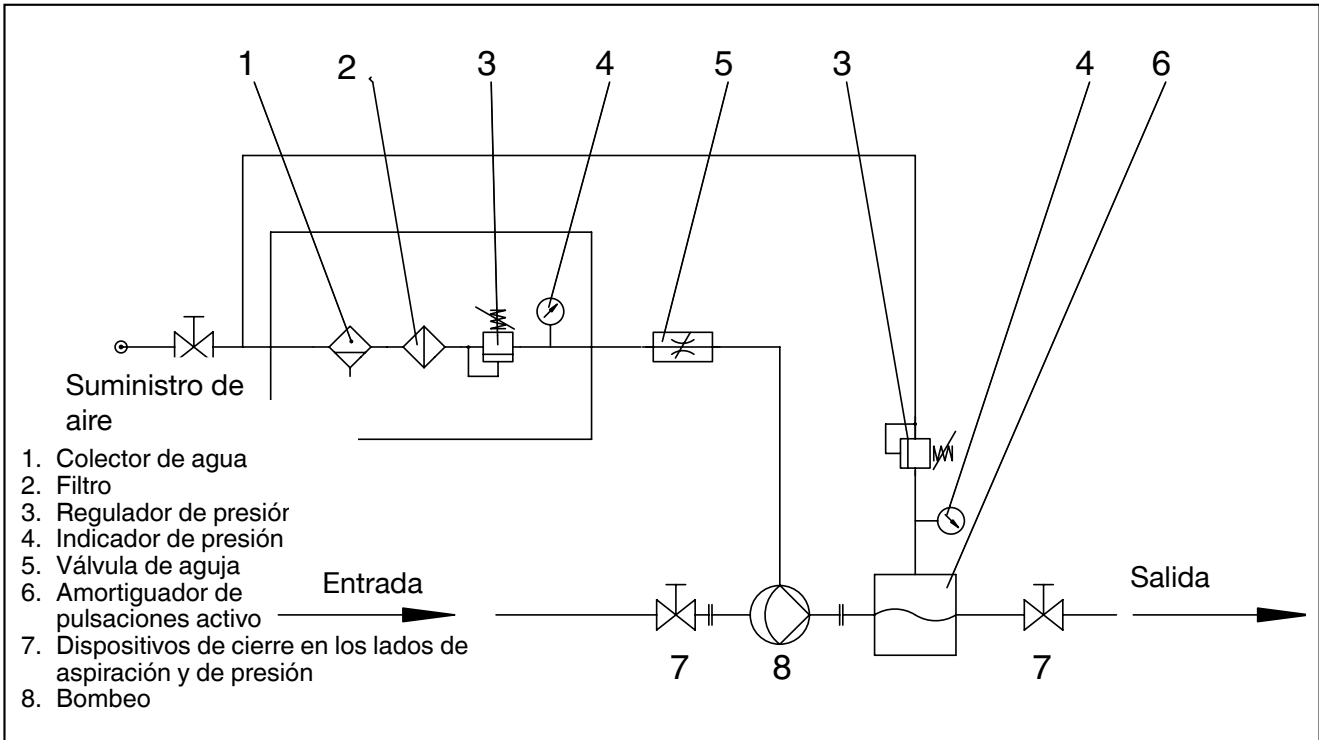 1 2 3 4 5 3 4 6
Suministro de
aire
1. Colector de agua
2. Filtro
3. Regulador de presión
4. Indicador de presión
5. Válvula de aguja
6. Amortiguador de
pulsaciones activo
7. Dispositivos de cierre en los lados de
aspiración y de presión
8. Bombeo
Entrada
Salida
7 8 7